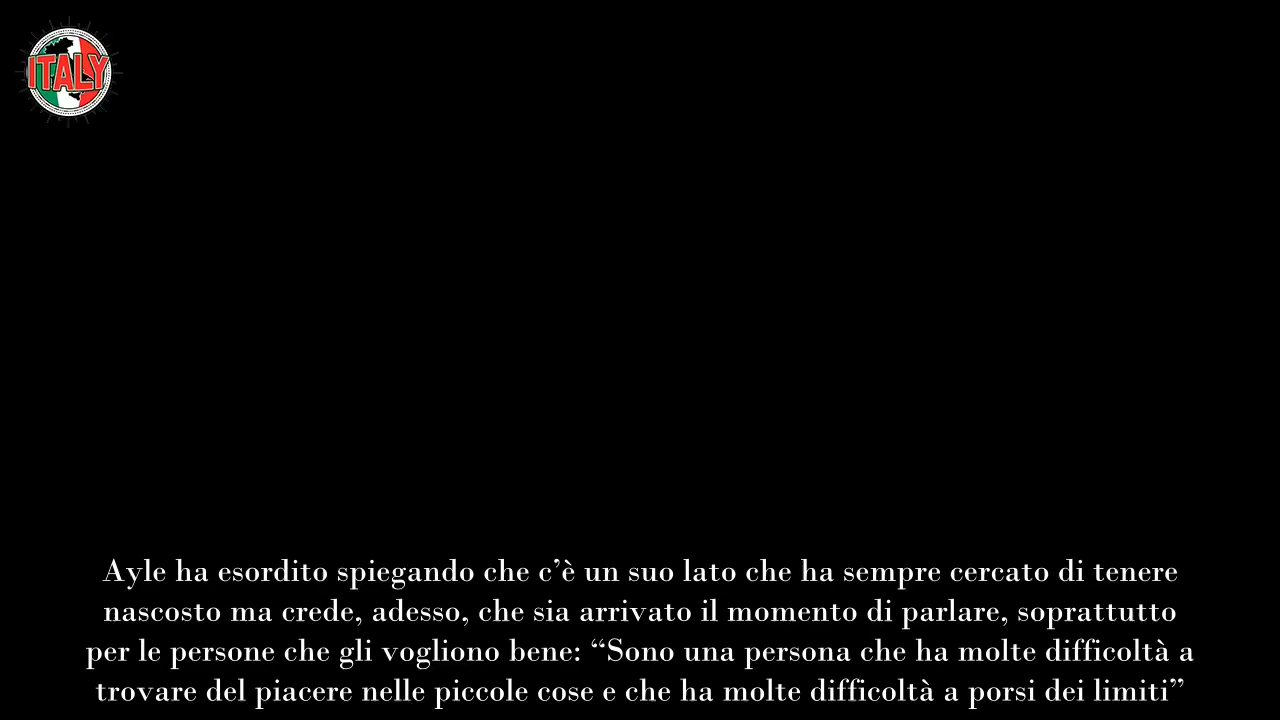 ITALY
Ayle ha esordito spiegando che c’è un suo lato che ha sempre cercato di tenere
nascosto ma crede, adesso, che sia arrivato il momento di parlare, soprattutto
per le persone che gli vogliono bene: “Sono una persona che ha molte difficoltà a
trovare del piacere nelle piccole cose e che ha molte difficoltà a porsi dei limiti”